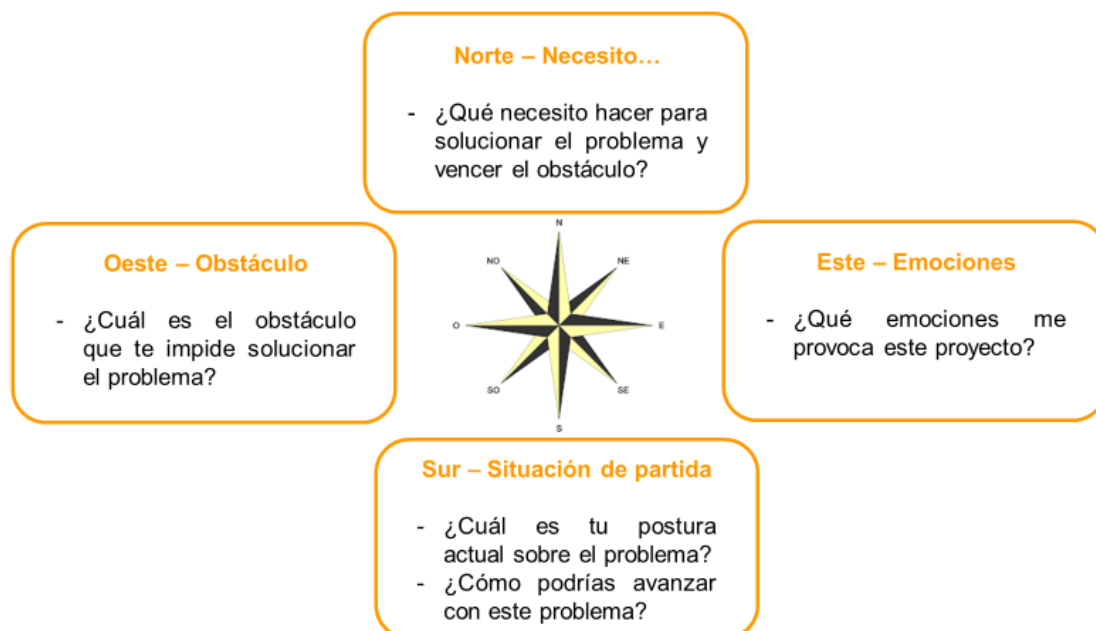 Norte – Necesito…
- ¿Qué necesito hacer para
solucionar el problema y
vencer el obstáculo?
Oeste – Obstáculo
- ¿Cuál es el obstáculo
que te impide solucionar
el problema?
N
NO
NE
O
E
SO
SE
S
Este – Emociones
- ¿Qué emociones me
provoca este proyecto?
Sur – Situación de partida
- ¿Cuál es tu postura
actual sobre el problema?
- ¿Cómo podrías avanzar
con este problema?